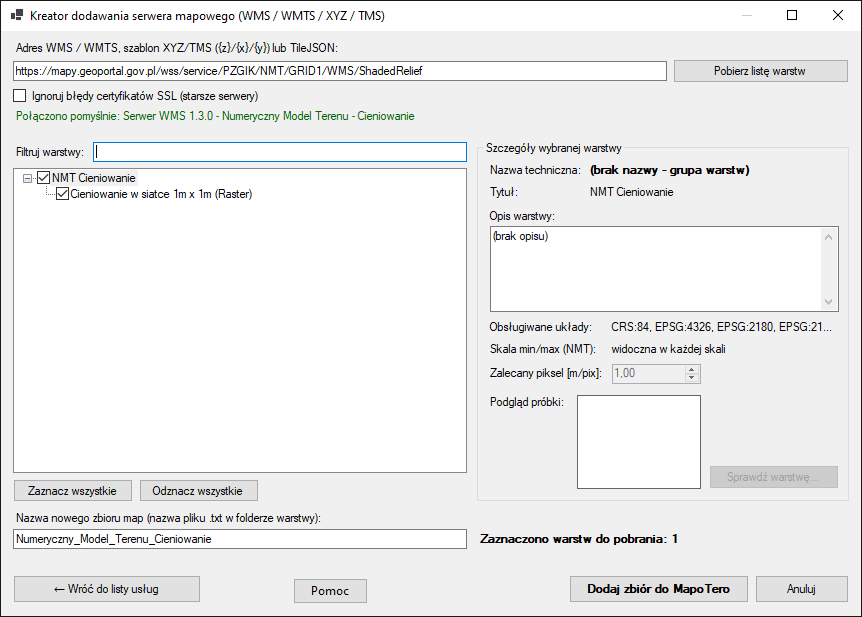 Kreator dodawania serwera mapowego (WMS / WMTS / XYZ / TMS)
Adres WMS / WMTS, szablon XYZ/TMS ({z}/{x}/{y}) lub TileJSON:
https://mapy.geoportal.gov.pl/wss/service/PZGIK/NMT/GRID1/WMS/ShadedRelief
Pobierz listę warstw
Ignoruj błędy certyfikatów SSL (starsze serwery)
Połączono pomyślnie: Serwer WMS 1.3.0 - Numeryczny Model Terenu - Cieniowanie
Filtruj warstwy:
NMT Cieniowanie
Cieniowanie w siatce 1m x 1m (Raster)
Szczegóły wybranej warstwy
Nazwa techniczna: (brak nazwy - grupa warstw)
Tytuł: NMT Cieniowanie
Opis warstwy:
(brak opisu)
Obsługiwane układy: CRS:84, EPSG:4326, EPSG:2180, EPSG:21...
Skala min/max (NMT): widoczna w każdej skali
Zalecany piksel [m/pix]: 1,00
Podgląd próbki:
Sprawdź warstwę...
Zaznacz wszystkie
Odznacz wszystkie
Nazwa nowego zbioru map (nazwa pliku .txt w folderze warstwy):
Numeryczny_Model_Terenu_Cieniowanie
Zaznaczono warstw do pobrania: 1
← Wróć do listy usług
Pomoc
Dodaj zbiór do MapoTero
Anuluj